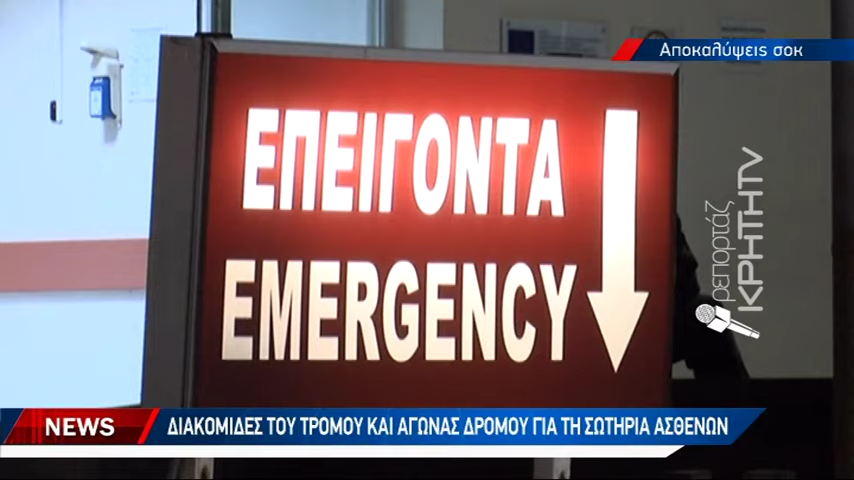 Αποκαλύψεις σοκ
ΕΠΕΙΓΟΝΤΑ
EMERGENCY
ρεπορτάζ
ΚΡΗΤΗTV
NEWS
ΔΙΑΚΟΜΙΔΕΣ ΤΟΥ ΤΡΟΜΟΥ ΚΑΙ ΑΓΩΝΑΣ ΔΡΟΜΟΥ ΓΙΑ ΤΗ ΣΩΤΗΡΙΑ ΑΣΘΕΝΩΝ